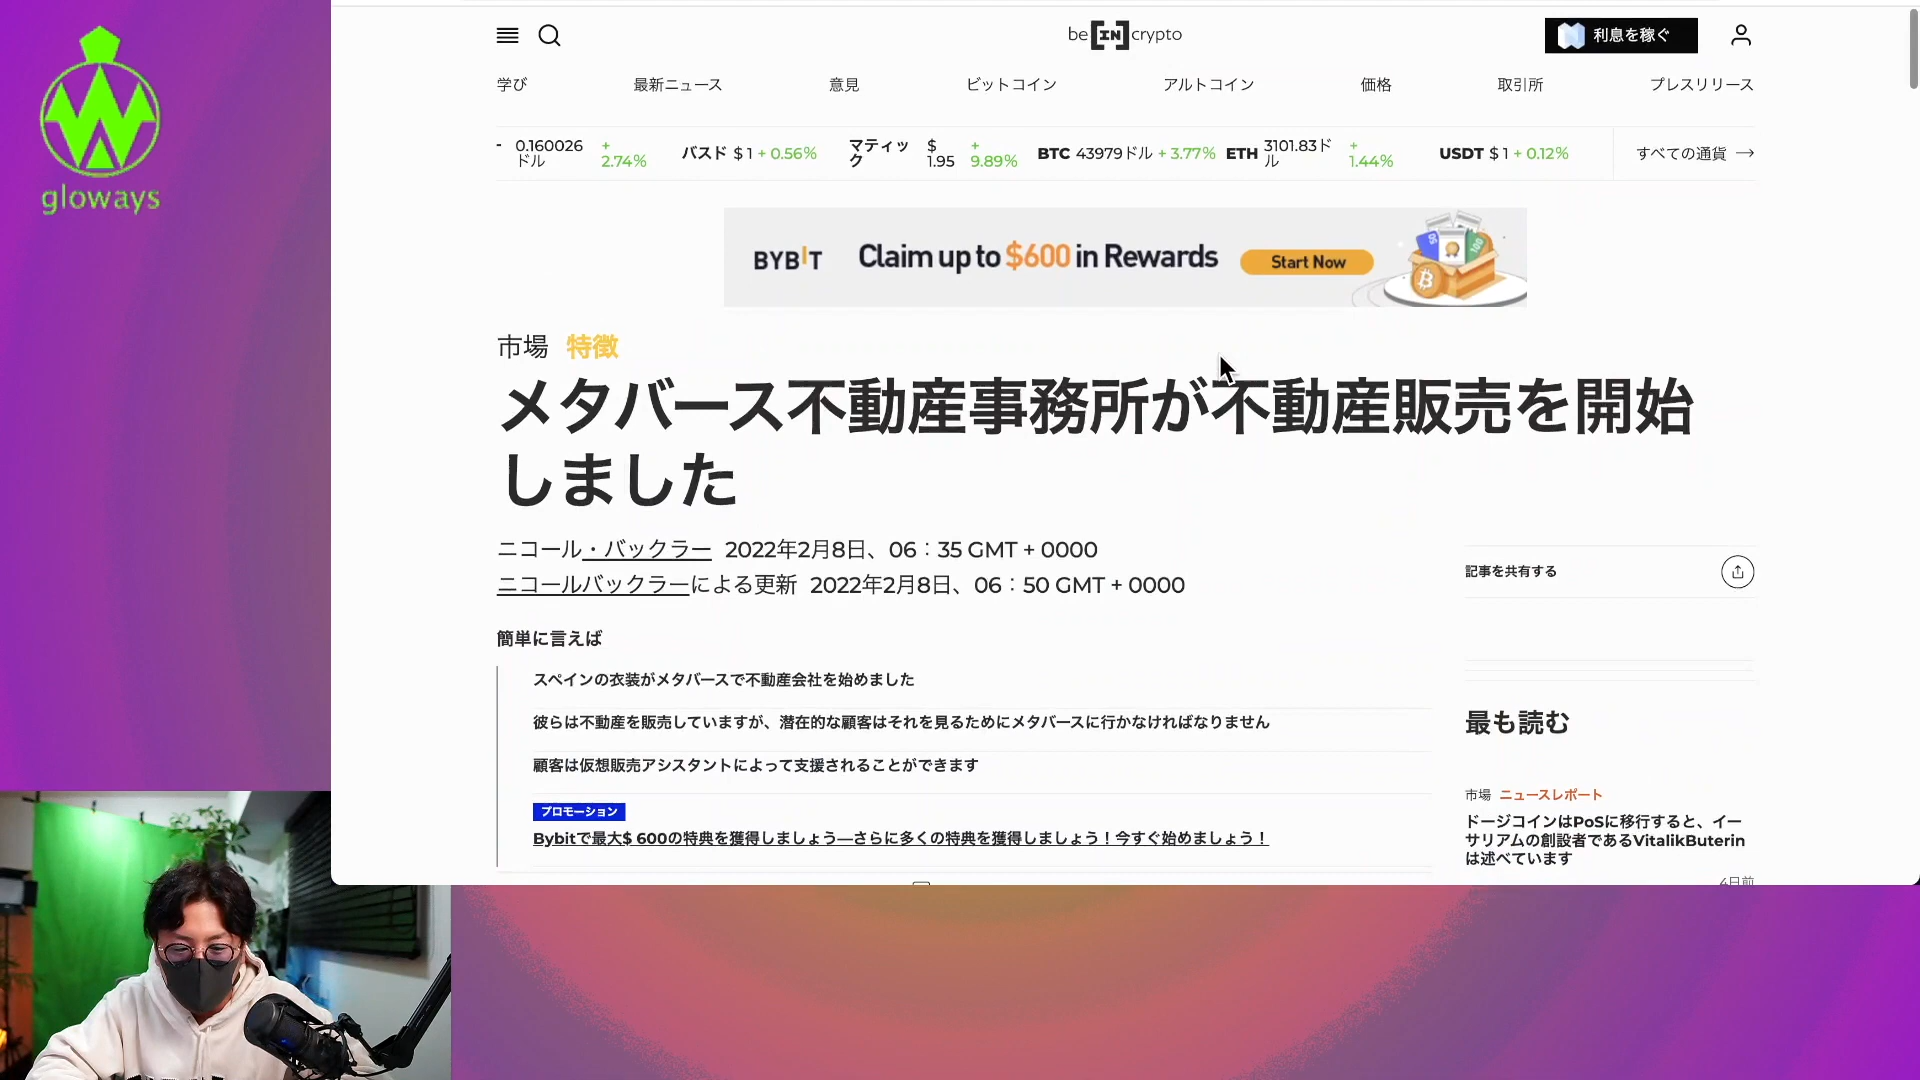 gloways
be[IN]crypto
利息を稼ぐ
学び 最新ニュース 意見 ビットコイン アルトコイン 価格 取引所 プレスリリース
- 0.160026 ドル + 2.74% バスド $ 1 + 0.56% マティック $ 1.95 + 9.89% BTC 43979ドル + 3.77% ETH 3101.83ドル + 1.44% USDT $ 1 + 0.12% すべての通貨 →
BYBIT Claim up to $600 in Rewards Start Now
市場 特徴
メタバース不動産事務所が不動産販売を開始
しました
ニコール・バックラー 2022年2月8日、06：35 GMT + 0000
ニコールバックラーによる更新 2022年2月8日、06：50 GMT + 0000
記事を共有する
簡単に言えば
スペインの衣装がメタバースで不動産会社を始めました
彼らは不動産を販売していますが、潜在的な顧客はそれを見るためにメタバースに行かなければなりません
顧客は仮想販売アシスタントによって支援されることができます
プロモーション
Bybitで最大$ 600の特典を獲得しましょう—さらに多くの特典を獲得しましょう！今すぐ始めましょう！
最も読む
市場 ニュースレポート
ドージコインはPoSに移行すると、イー
サリアムの創設者であるVitalikButerin
は述べています
4日前